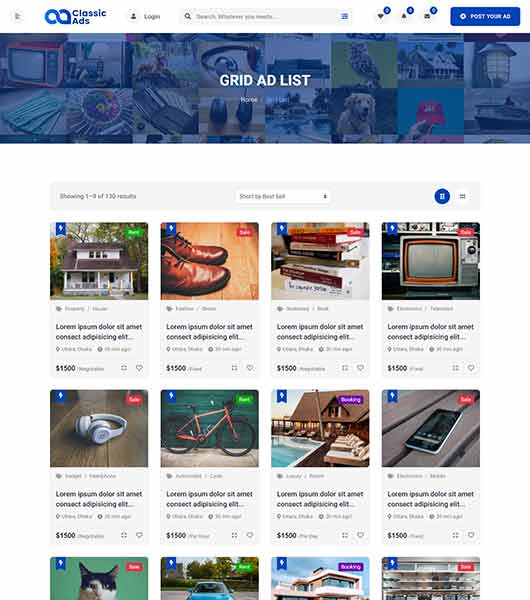 Classic
Ads
Login
Search, Whatever you needs...
0
0
0
POST YOUR AD
GRID AD LIST
Home / Grid List
Showing 1–9 of 130 results
Short by Best Sell
Rent
Sale
Sale
Sale
Property / House
Fashion / Shoes
Stationary / Book
Electronics / Television
Lorem ipsum dolor sit amet
consect adipisicing elit...
Lorem ipsum dolor sit amet
consect adipisicing elit...
Lorem ipsum dolor sit amet
consect adipisicing elit...
Lorem ipsum dolor sit amet
consect adipisicing elit...
Uttara, Dhaka 30 min ago!
Uttara, Dhaka 30 min ago!
Uttara, Dhaka 30 min ago!
Uttara, Dhaka 30 min ago!
$1500 /Negotiable
$1500 /Fixed
$1500 /Negotiable
$1500 /Fixed
Sale
Rent
Booking
Sale
Gadget / Headphone
Automobile / Cycle
Luxury / Resort
Electronics / Mobile
Lorem ipsum dolor sit amet
consect adipisicing elit...
Lorem ipsum dolor sit amet
consect adipisicing elit...
Lorem ipsum dolor sit amet
consect adipisicing elit...
Lorem ipsum dolor sit amet
consect adipisicing elit...
Uttara, Dhaka 30 min ago!
Uttara, Dhaka 30 min ago!
Uttara, Dhaka 30 min ago!
Uttara, Dhaka 30 min ago!
$1500 /Negotiable
$1500 /Per Hour
$1500 /Per Day
$1500 /Fixed
Sale
Rent
Booking
Sale